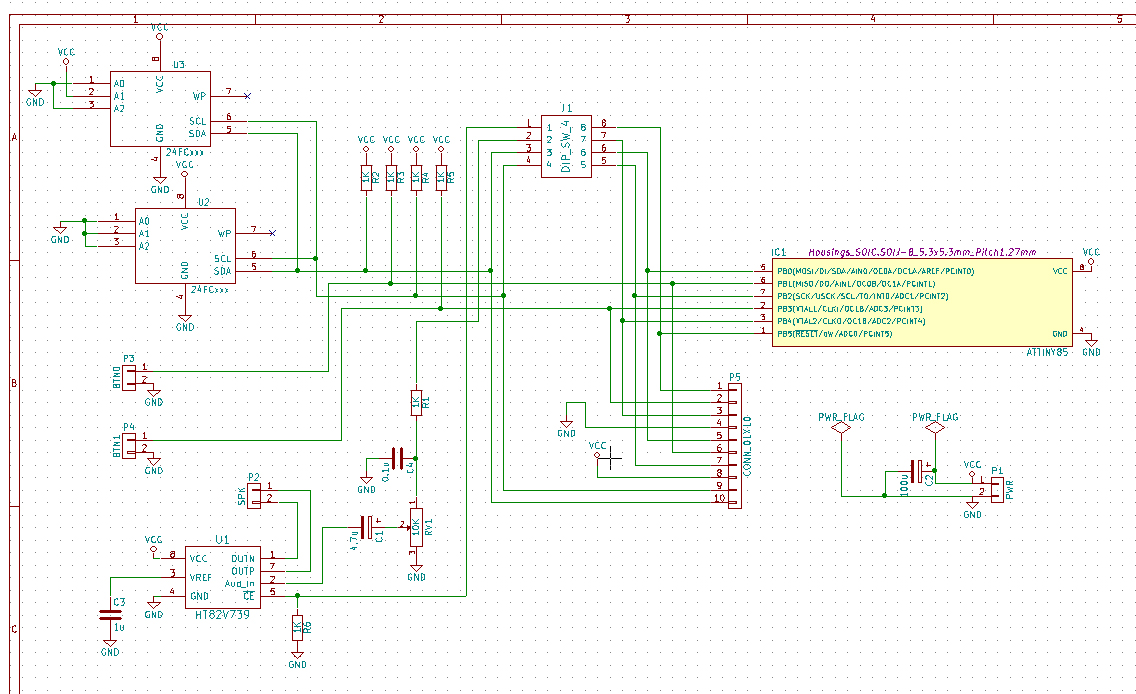 1
2
3
4
5
A
B
C
VCC
VCC
U3
8
VCC
1
A0
2
A1
3
A2
WP
7
GND
SCL
6
SDA
5
GND
4
24FCxxx
GND
VCC
U2
8
VCC
1
A0
2
A1
3
A2
WP
7
GND
SCL
6
SDA
5
GND
4
24FCxxx
GND
VCC
VCC
VCC
VCC
1K
R2
1K
R3
1K
R4
1K
R5
J1
DIP_SW_4
1
1
8
8
2
2
7
7
3
3
6
6
4
4
5
5
IC1
Housings_SOIC:SOIJ-8_5.3x5.3mm_Pitch1.27mm
VCC
5
PB0(MOSI/DI/SDA/AIN0/OC0A/OC1A/AREF/PCINT0)
VCC
8
6
PB1(MISO/DO/AIN1/OC0B/OC1A/PCINT1)
7
PB2(SCK/USCK/SCL/T0/INT0/ADC1/PCINT2)
2
PB3(XTAL1/CLKI/OC1B/ADC3/PCINT3)
3
PB4(XTAL2/CLKO/OC1B/ADC2/PCINT4)
1
PB5(RESET/dW/ADC0/PCINT5)
GND
4
ATTINY85
GND
P3
BTN0
1
2
GND
P4
BTN1
1
2
GND
1K
R1
0.1u
C4
GND
P5
1
2
3
4
5
6
7
8
9
10
CONN_01X10
GND
VCC
PWR_FLAG
PWR_FLAG
100u
C2
+
VCC
P1
1
2
PWR
GND
P2
SPK
1
2
4.7u
C1
+
1
2
3
10K
RV1
GND
U1
VCC
8
VCC
OUTN
1
OUTP
7
3
VREF
Aud_In
2
4
GND
CE
5
HT82V739
GND
C3
1u
GND
1K
R6
GND